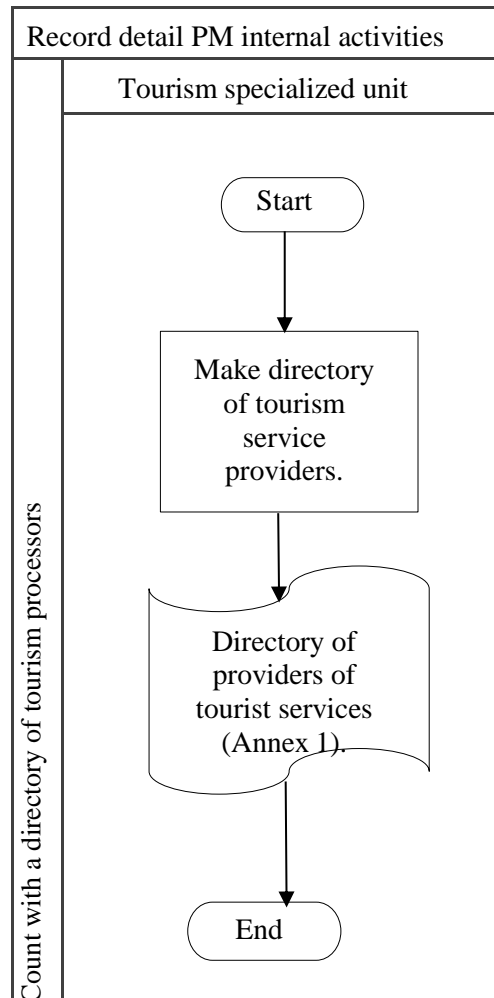 Record detail PM internal activities
Tourism specialized unit
Count with a directory of tourism processors
Start
Make directory
of tourism
service
providers.
Directory of
providers of
tourist services
(Annex 1).
End